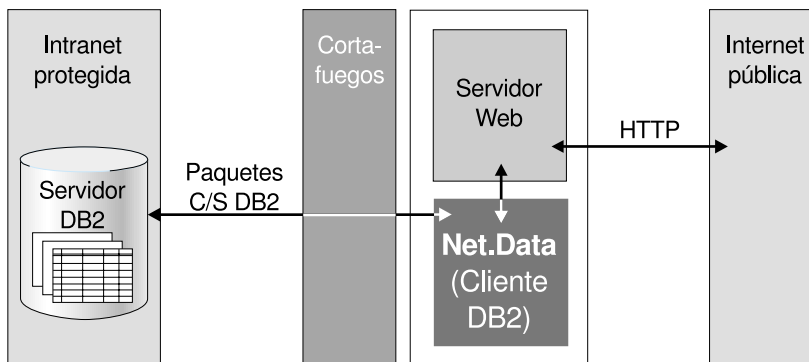 Intranet
protegida
Servidor
DB2
Paquetes
C/S DB2
Corta-
fuegos
Servidor
Web
Net.Data
(Cliente
DB2)
HTTP
Internet
pública